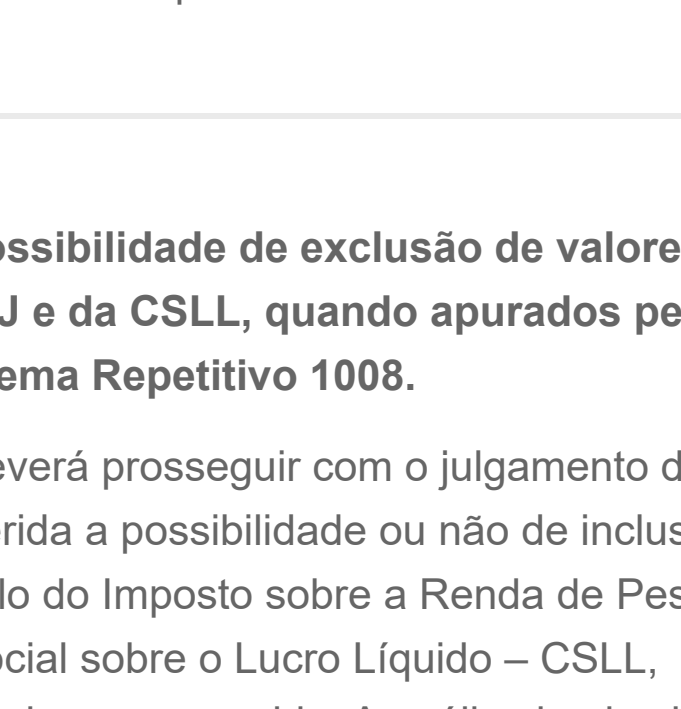 ossibilidade de exclusão de valore
J e da CSLL, quando apurados pe
ema Repetitivo 1008.
everá prosseguir com o julgamento d
rida a possibilidade ou não de inclus
lo do Imposto sobre a Renda de Pes
ocial sobre o Lucro Líquido – CSLL,